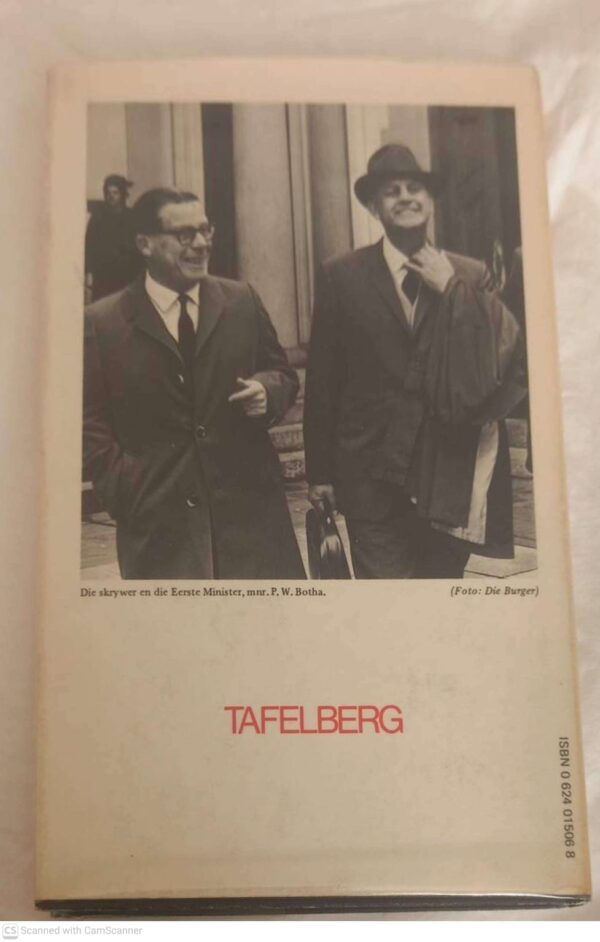 Die skrywer en die Eerste Minister, mnr. P. W. Botha.
(Foto: Die Burger)
TAFELBERG
ISBN 0 624 01506 8
CS Scanned with CamScanner